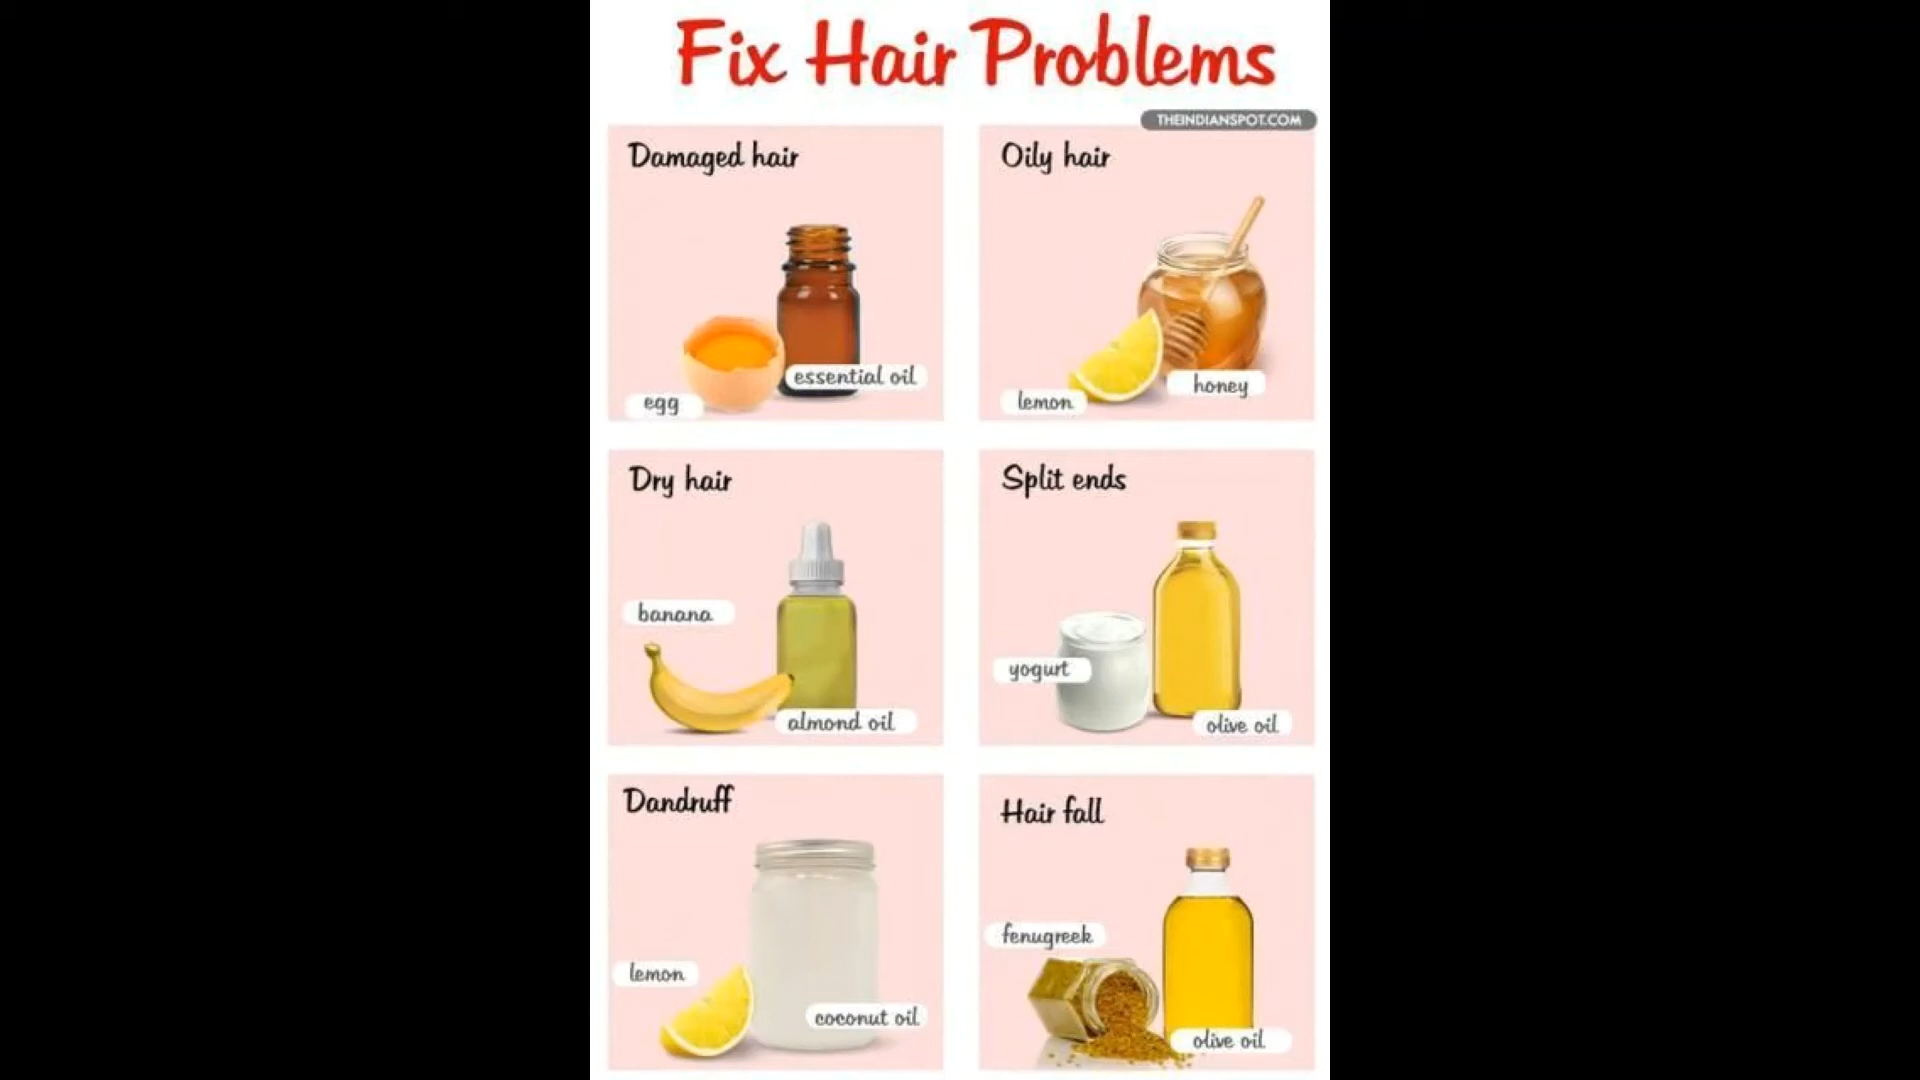 Fix Hair Problems
THEINDIANSPOT.COM
Damaged hair
essential oil
egg
Oily hair
honey
lemon
Dry hair
banana
almond oil
Split ends
yogurt
olive oil
Dandruff
lemon
coconut oil
Hair fall
fenugreek
olive oil